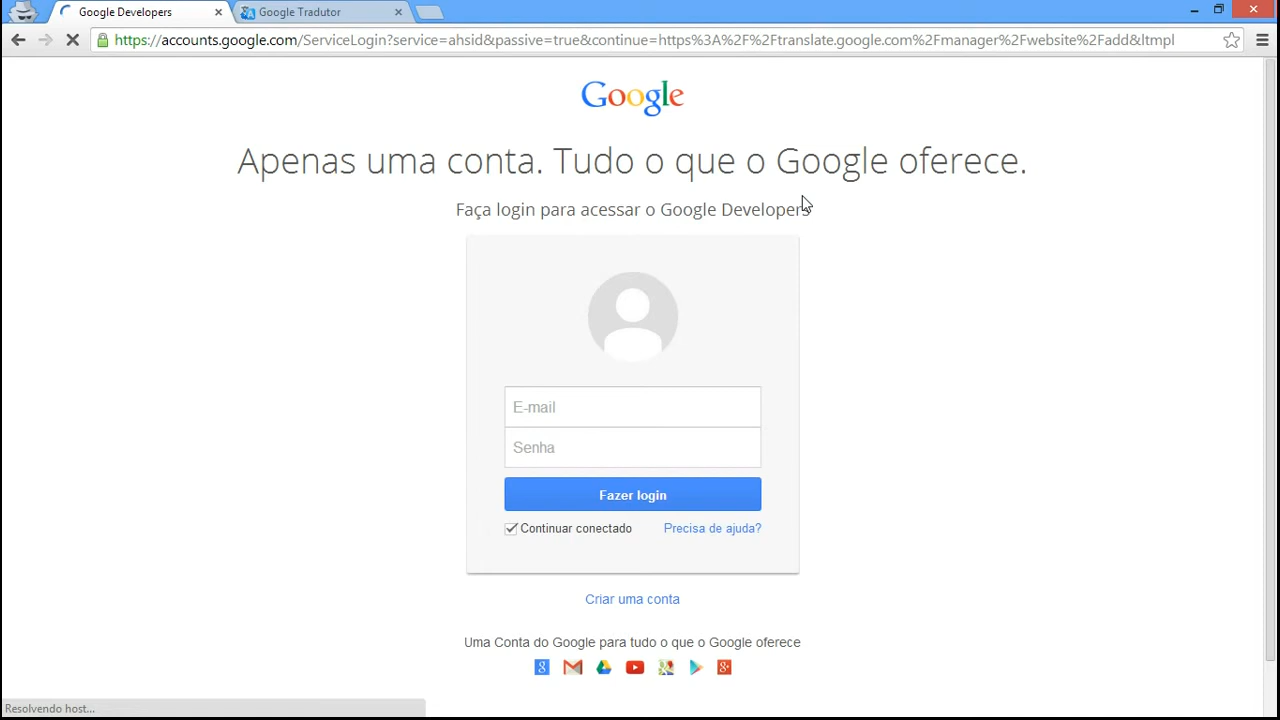 Google Developers
Google Tradutor
https://accounts.google.com/ServiceLogin?service=ahsid&passive=true&continue=https%3A%2F%2Ftranslate.google.com%2Fmanager%2Fwebsite%2Fadd&ltmpl
Google
Apenas uma conta. Tudo o que o Google oferece.
Faça login para acessar o Google Developers
E-mail
Senha
Fazer login
Continuar conectado Precisa de ajuda?
Criar uma conta
Uma Conta do Google para tudo o que o Google oferece
Resolvendo host...